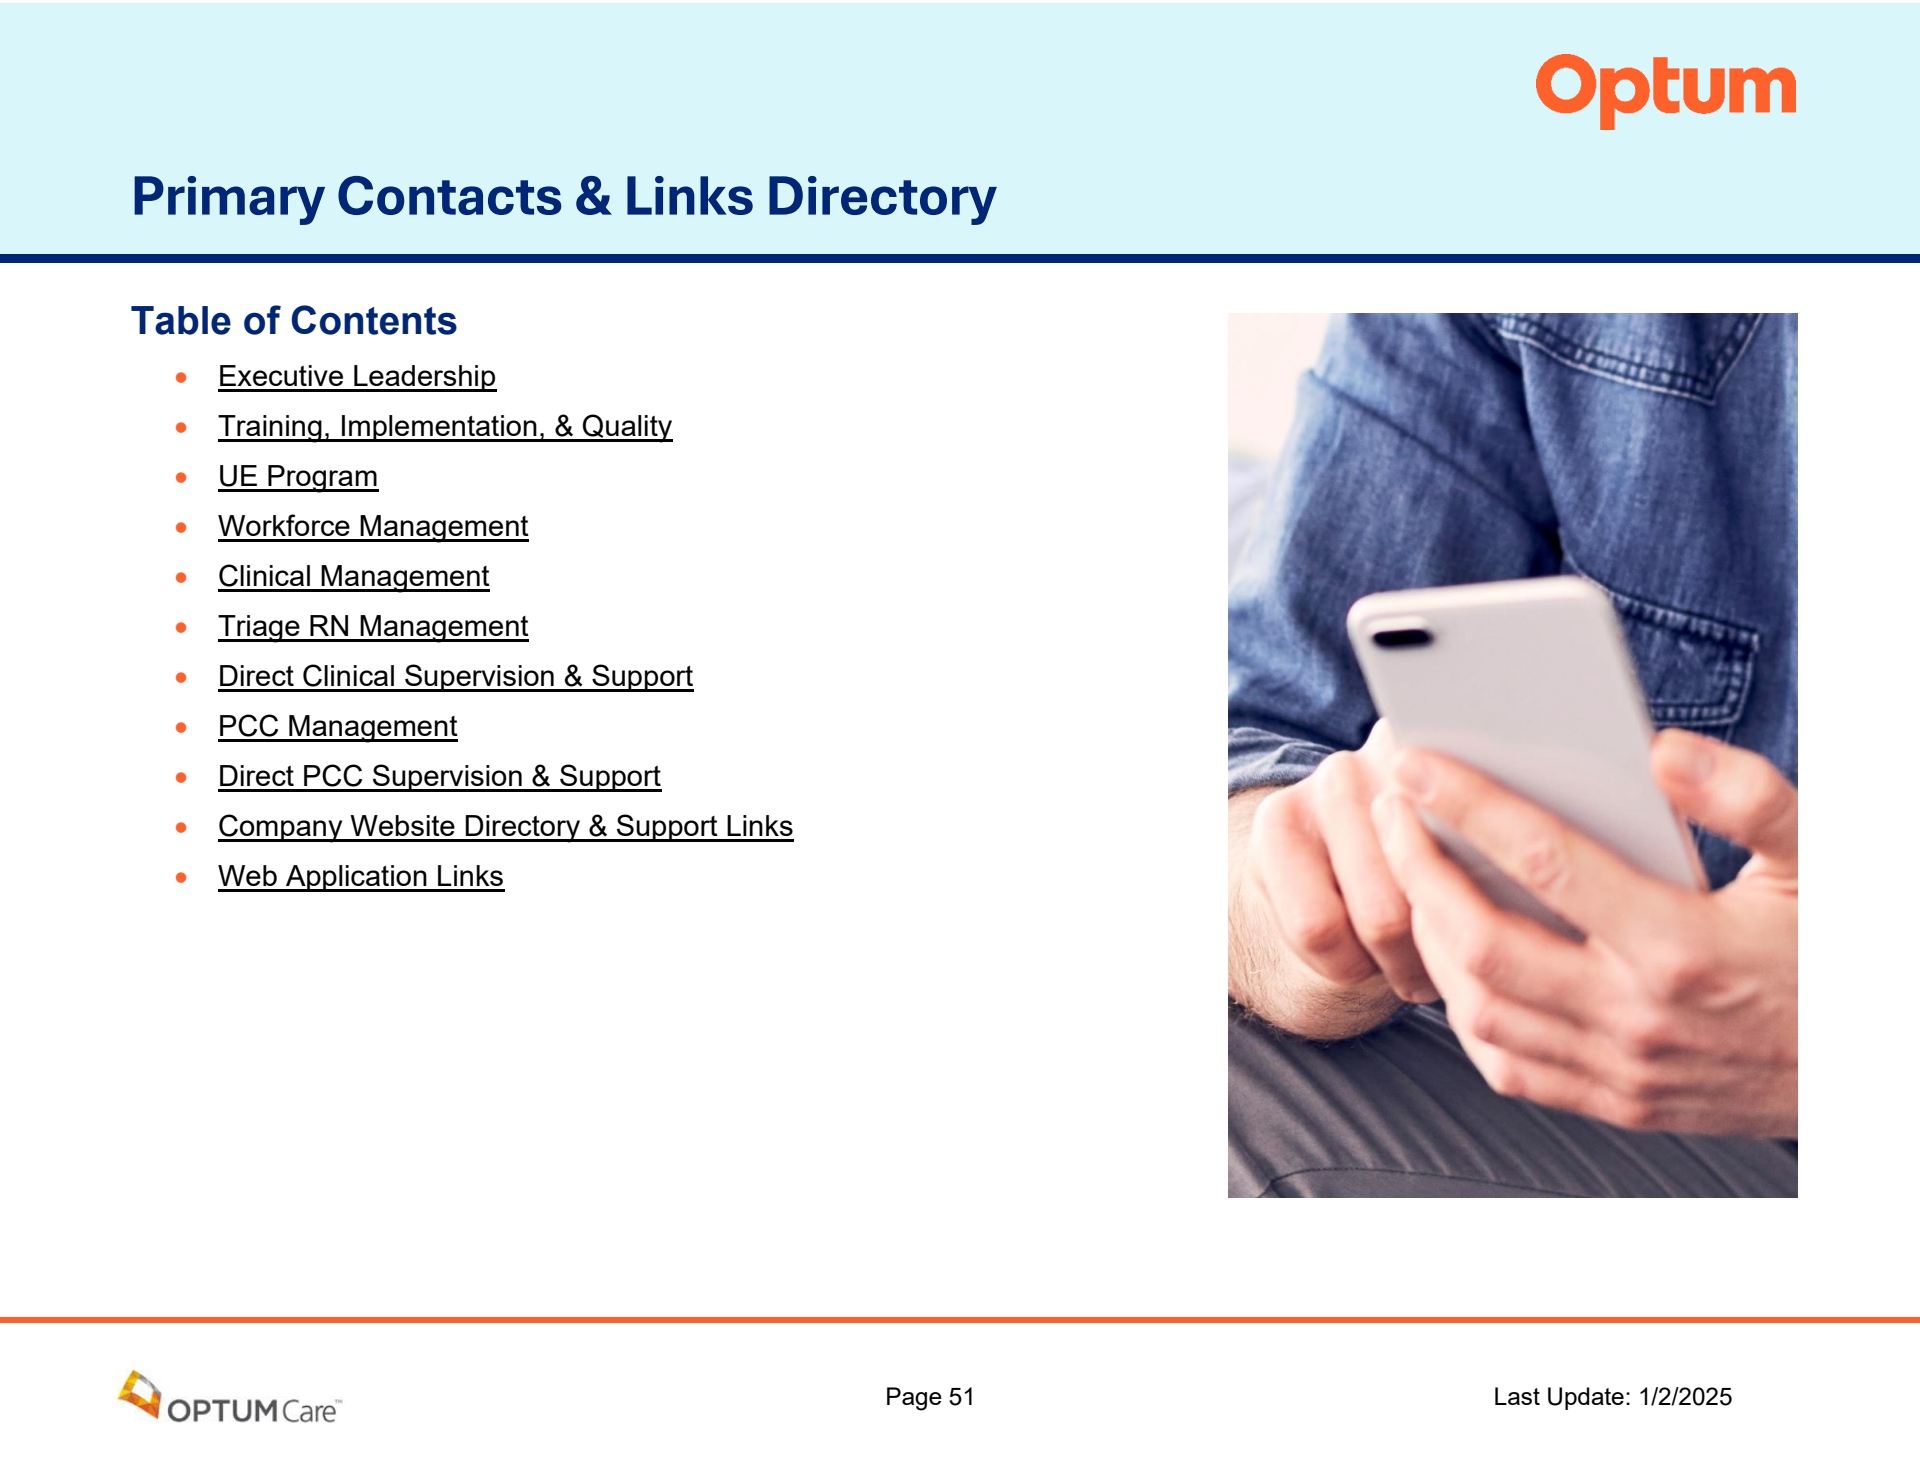 Optum
Primary Contacts & Links Directory
Table of Contents
• Executive Leadership
• Training, Implementation, & Quality
• UE Program
• Workforce Management
• Clinical Management
• Triage RN Management
• Direct Clinical Supervision & Support
• PCC Management
• Direct PCC Supervision & Support
• Company Website Directory & Support Links
• Web Application Links
OPTUMCare™
Page 51
Last Update: 1/2/2025